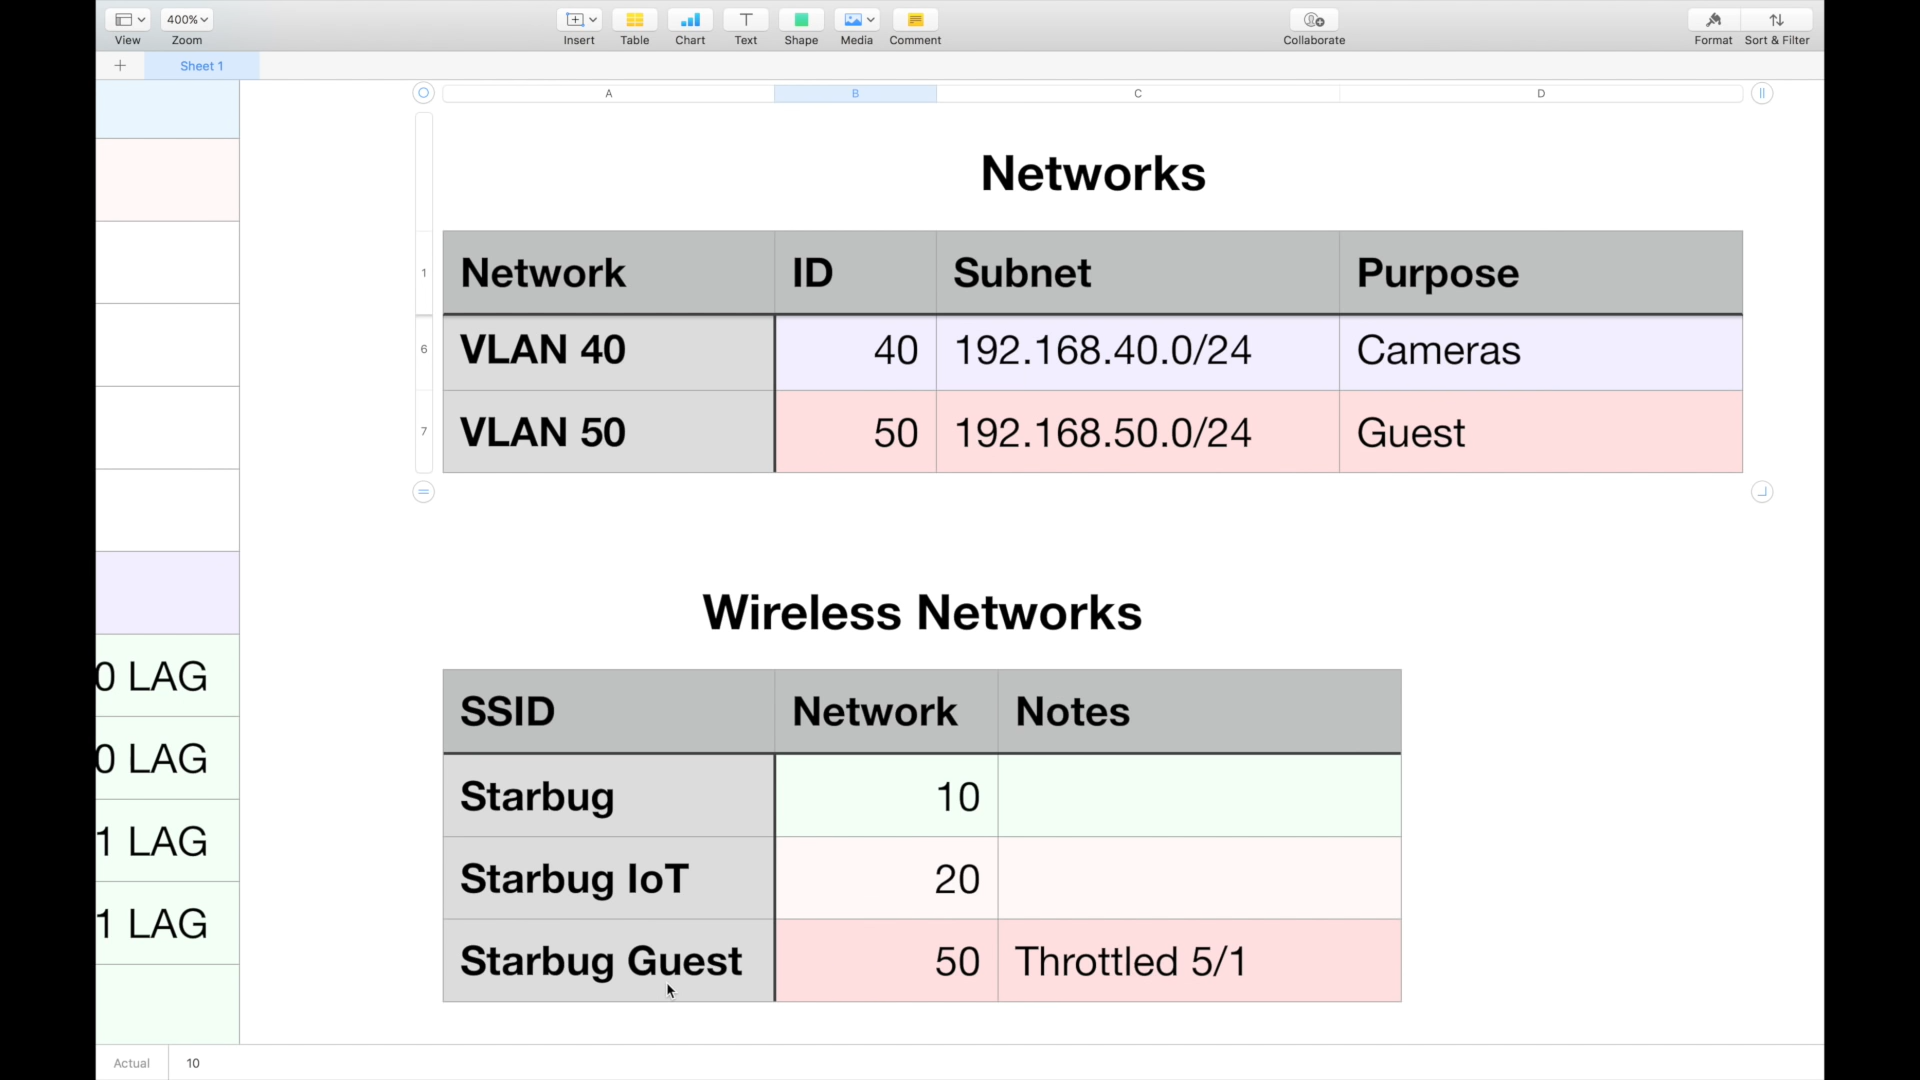 400%
View
Zoom
Insert
Table
Chart
Text
Shape
Media
Comment
Collaborate
Format
Sort & Filter
Sheet 1
A B C D
Networks
Network ID Subnet Purpose
1
6 VLAN 40 40 192.168.40.0/24 Cameras
7 VLAN 50 50 192.168.50.0/24 Guest
Wireless Networks
SSID Network Notes
Starbug 10
Starbug IoT 20
Starbug Guest 50 Throttled 5/1
0 LAG
0 LAG
1 LAG
1 LAG
Actual 10